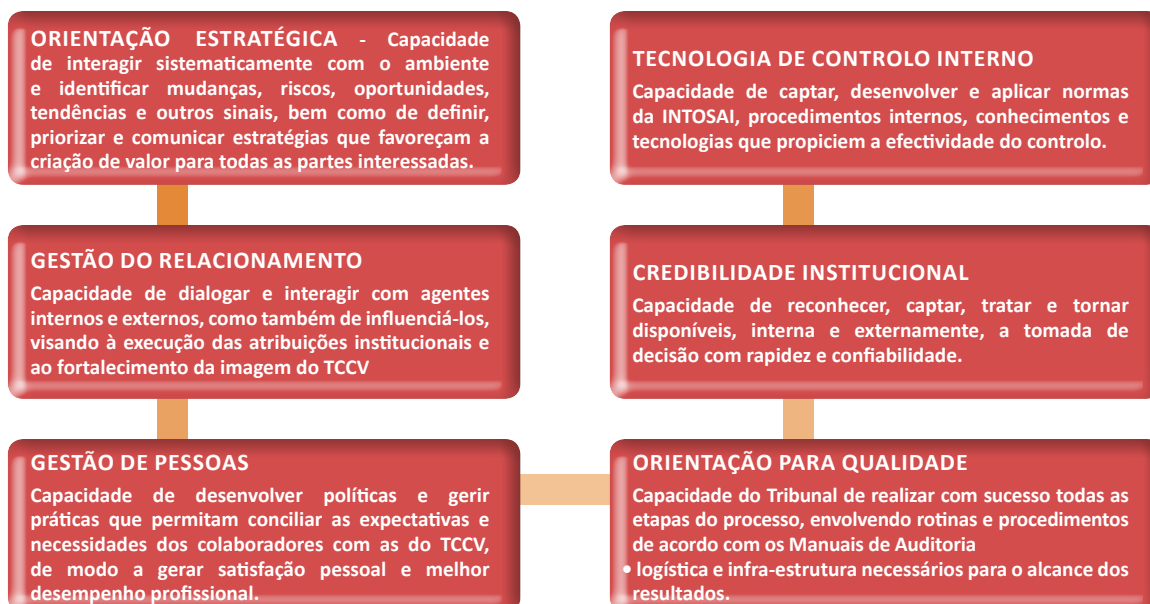 ORIENTAÇÃO ESTRATÉGICA - Capacidade
de interagir sistematicamente com o ambiente
e identificar mudanças, riscos, oportunidades,
tendências e outros sinais, bem como de definir,
priorizar e comunicar estratégias que favoreçam a
criação de valor para todas as partes interessadas.
GESTÃO DO RELACIONAMENTO
Capacidade de dialogar e interagir com agentes
internos e externos, como também de influenciá-los,
visando à execução das atribuições institucionais e
ao fortalecimento da imagem do TCCV
GESTÃO DE PESSOAS
Capacidade de desenvolver políticas e gerir
práticas que permitam conciliar as expectativas e
necessidades dos colaboradores com as do TCCV,
de modo a gerar satisfação pessoal e melhor
desempenho profissional.
ORIENTAÇÃO PARA QUALIDADE
Capacidade do Tribunal de realizar com sucesso todas as
etapas do processo, envolvendo rotinas e procedimentos
de acordo com os Manuais de Auditoria
• logística e infra-estrutura necessários para o alcance dos
resultados.
CREDIBILIDADE INSTITUCIONAL
Capacidade de reconhecer, captar, tratar e tornar
disponíveis, interna e externamente, a tomada de
decisão com rapidez e confiabilidade.
TECNOLOGIA DE CONTROLO INTERNO
Capacidade de captar, desenvolver e aplicar normas
da INTOSAI, procedimentos internos, conhecimentos e
tecnologias que propiciem a efectividade do controlo.